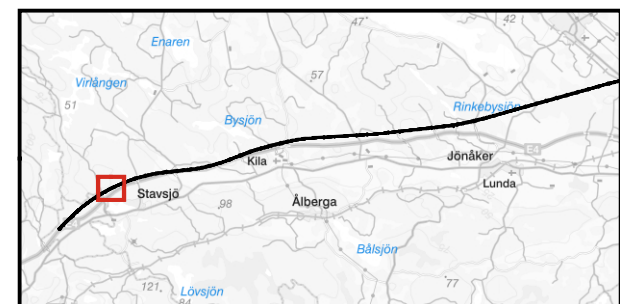 47
42
Enaren
57
Virlången
51
Rinkebysjön
Bysjön
E4
Kila
Jönåker
Lunda
Stavsjö
98
Ålberga
Bålsjön
77
121
Lövsjön
84